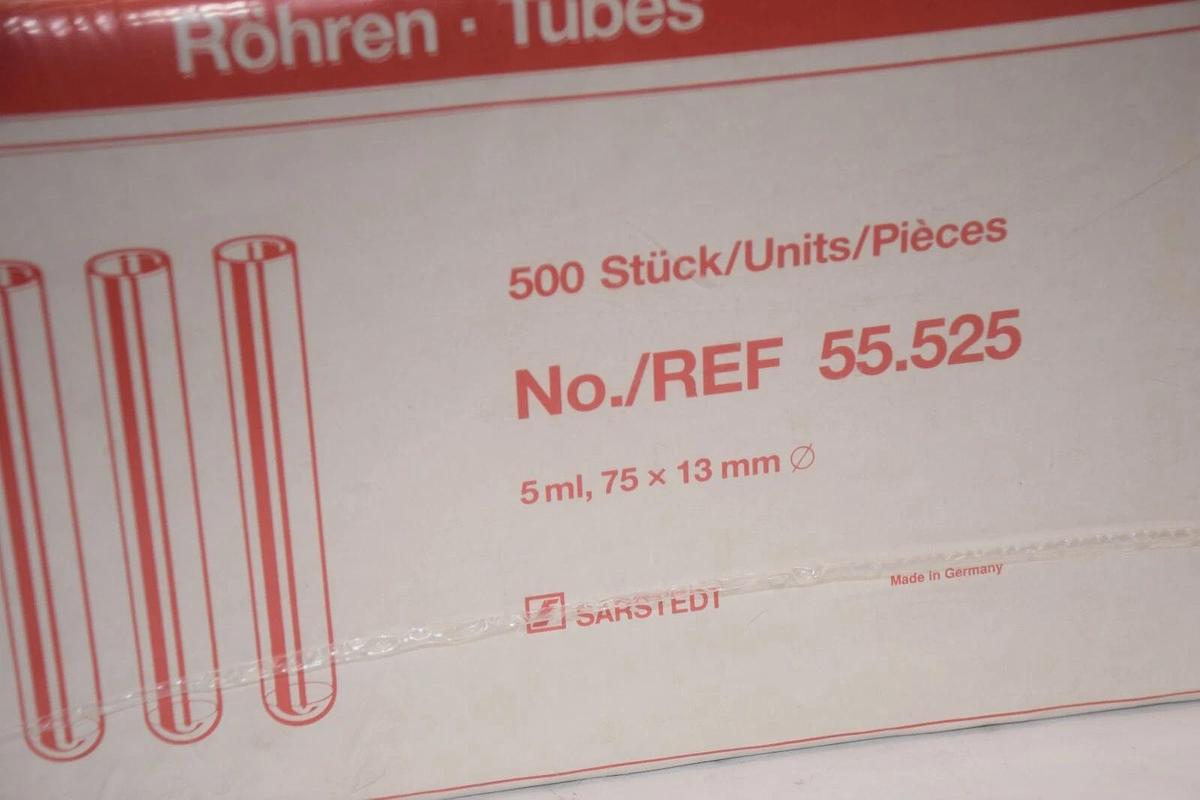 Röhren · Tubes
500 Stück/Units/Pièces
No./REF 55.525
5 ml, 75 × 13 mm ∅
SARSTEDT
Made in Germany